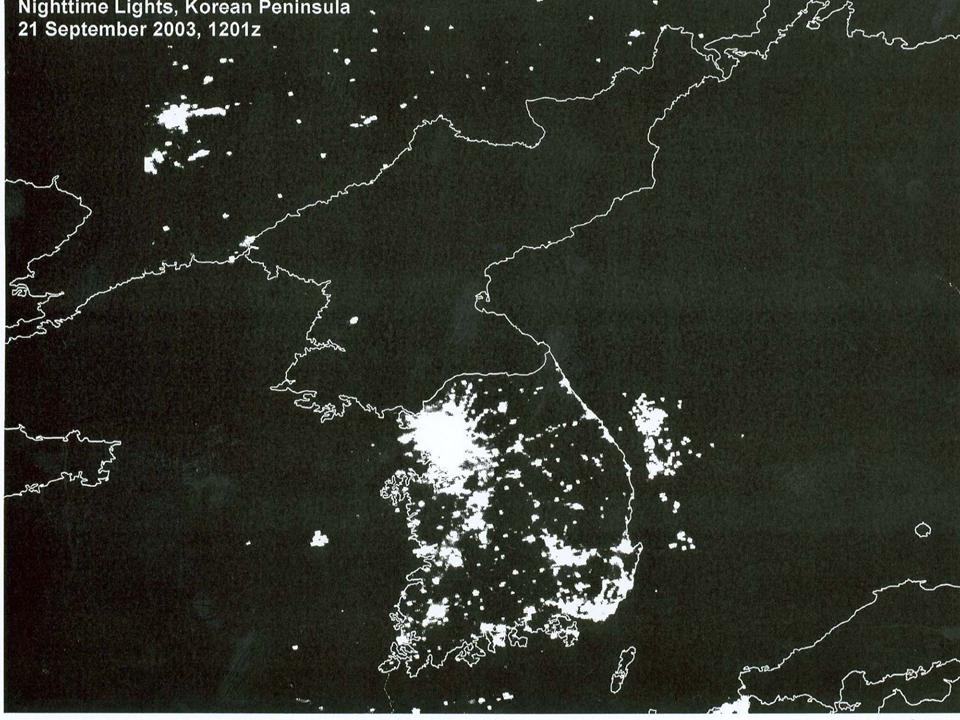 Nighttime Lights, Korean Peninsula
21 September 2003, 1201z